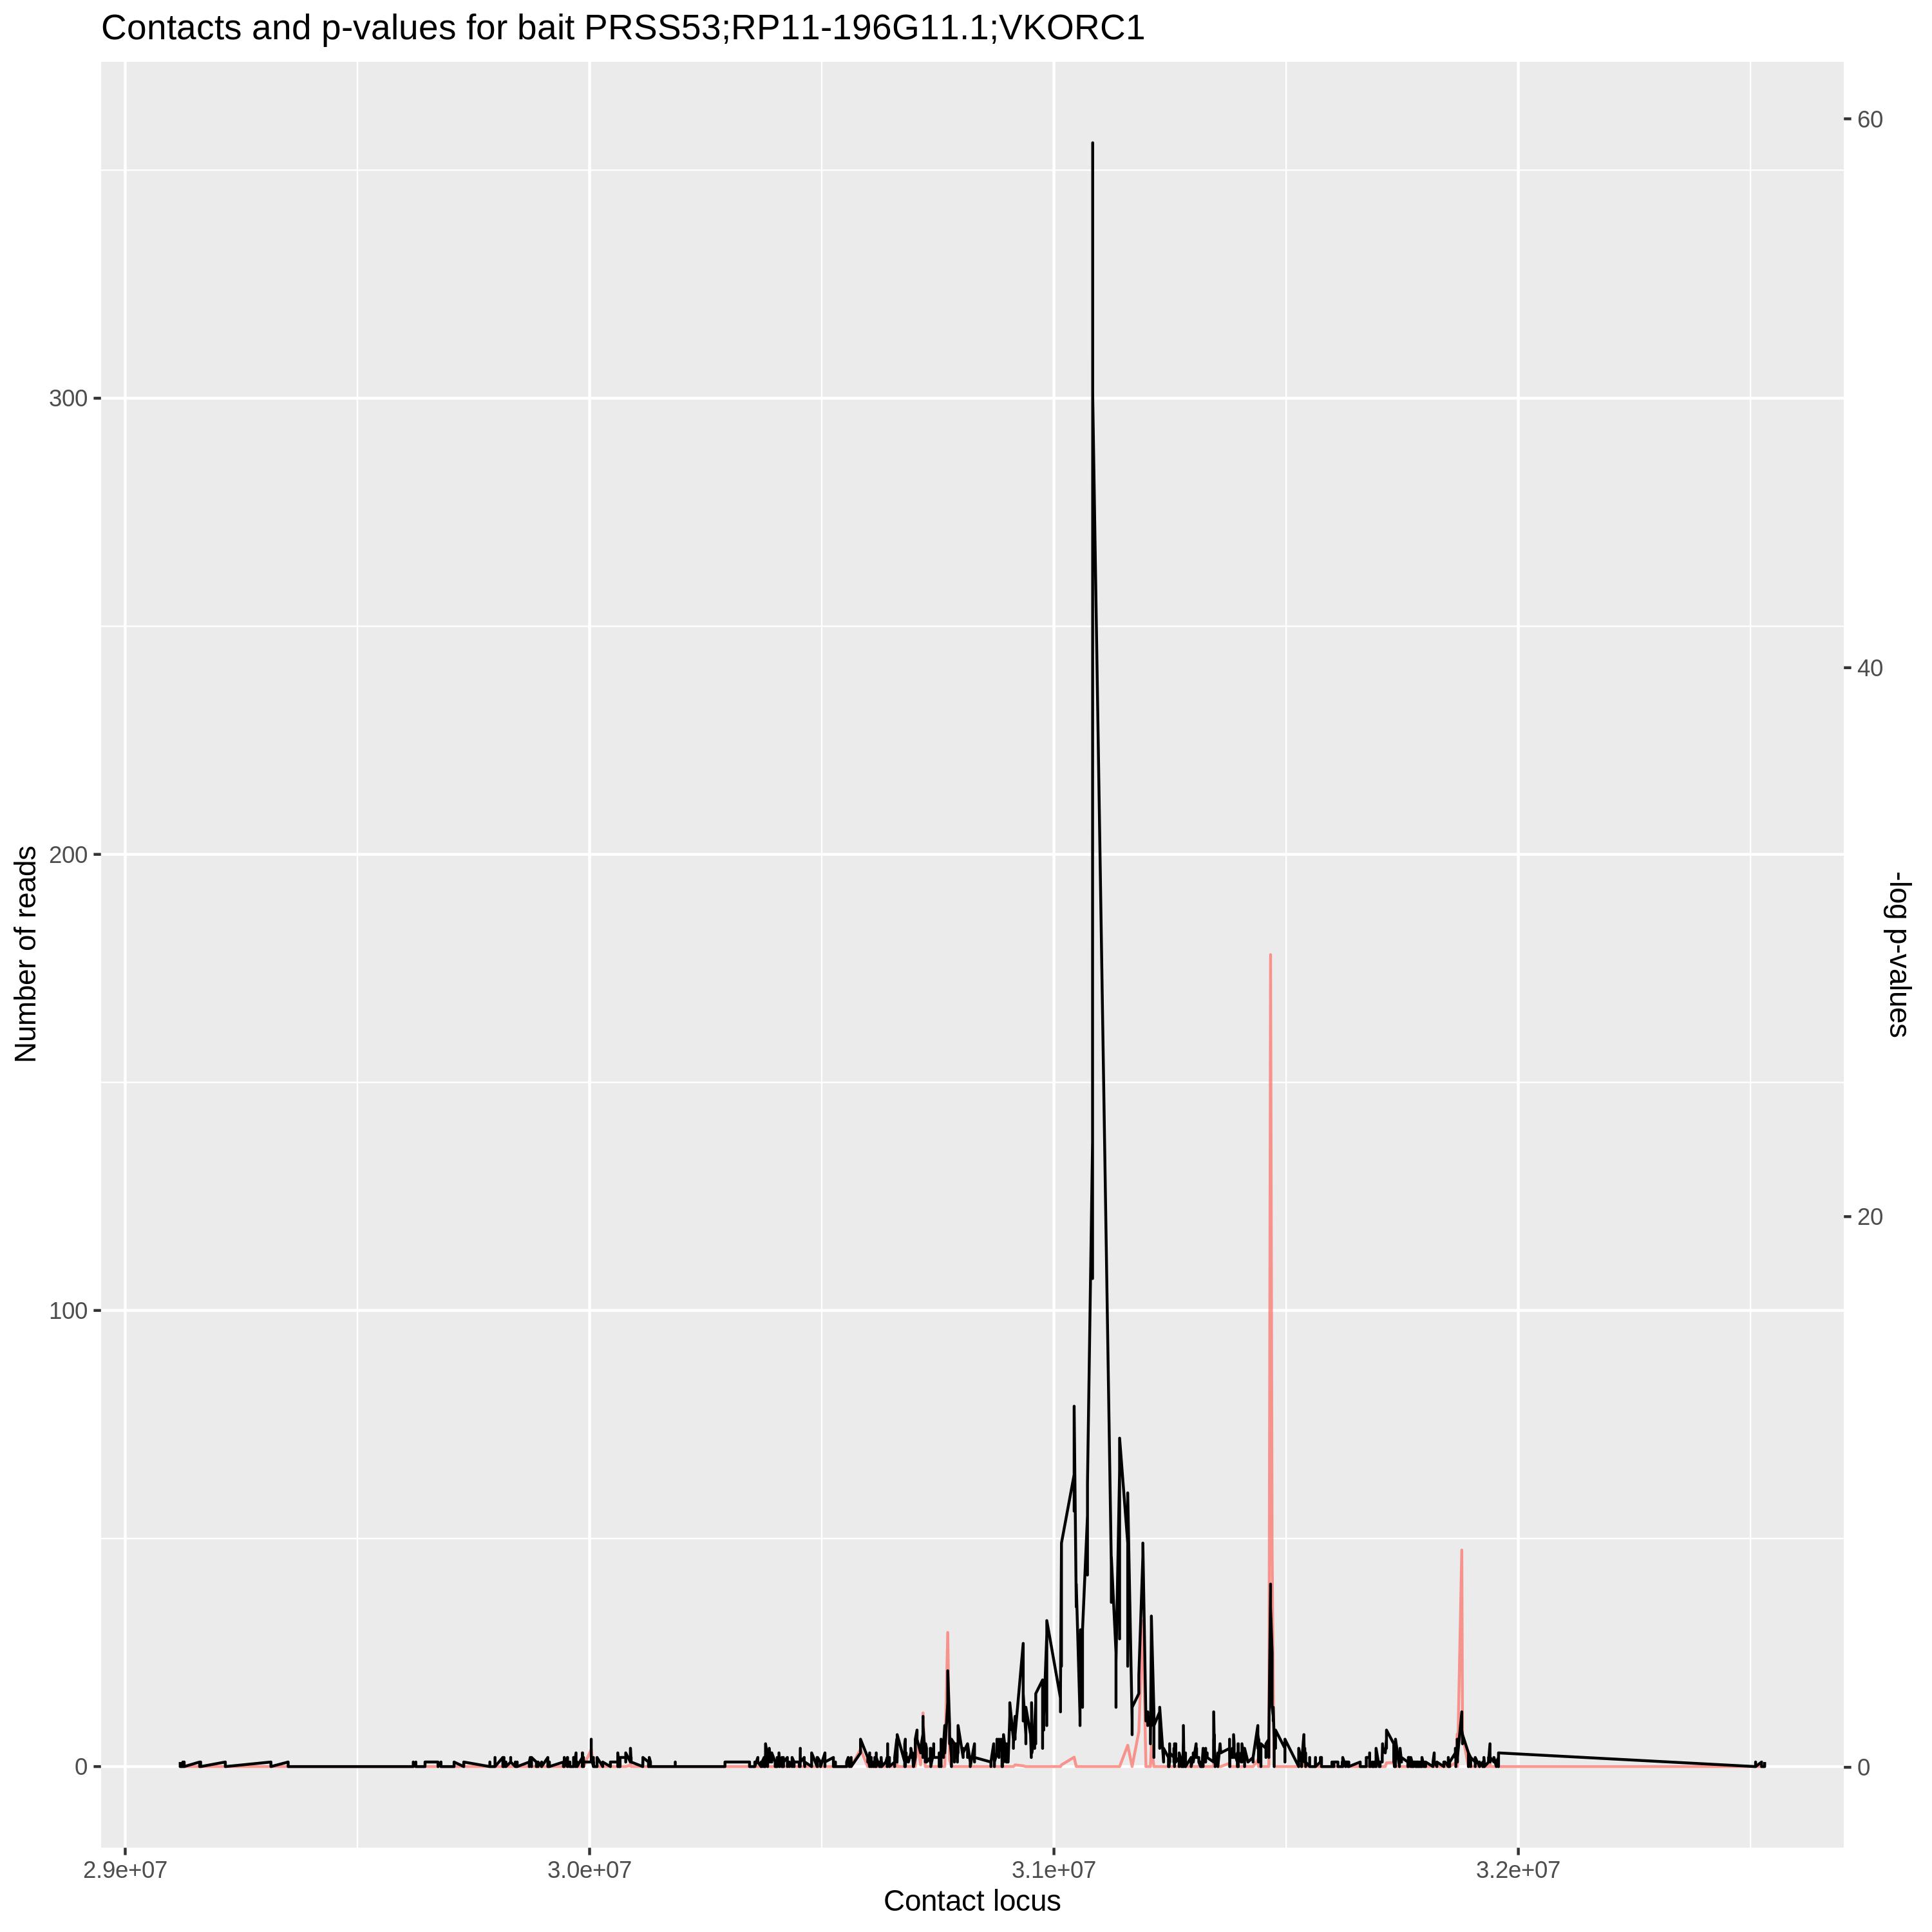 Contacts and p-values for bait PRSS53;RP11-196G11.1;VKORC1
300
200
100
0
Number of reads
60
40
20
0
-log p-values
2.9e+07 3.0e+07 3.1e+07 3.2e+07
Contact locus